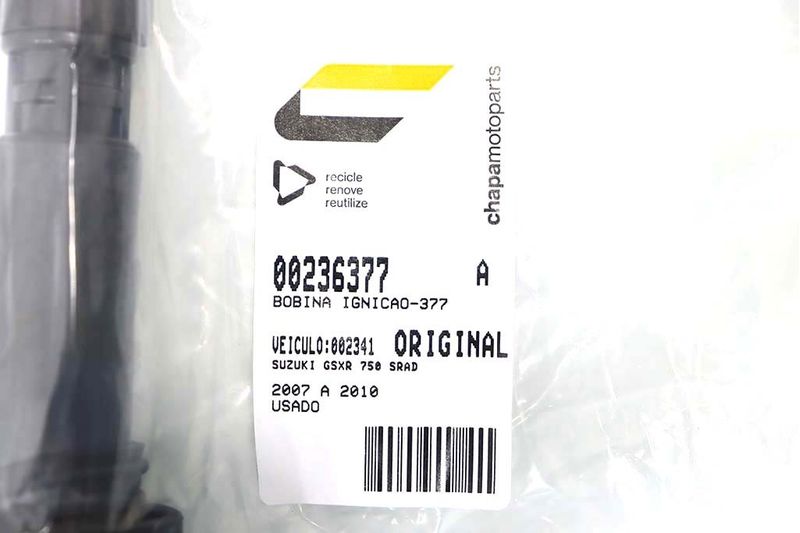 recicle
renove
reutilize
chapamotoparts
00236377 A
BOBINA IGNICAO-377
VEICULO:002341 ORIGINAL
SUZUKI GSXR 750 SRAD
2007 A 2010
USADO